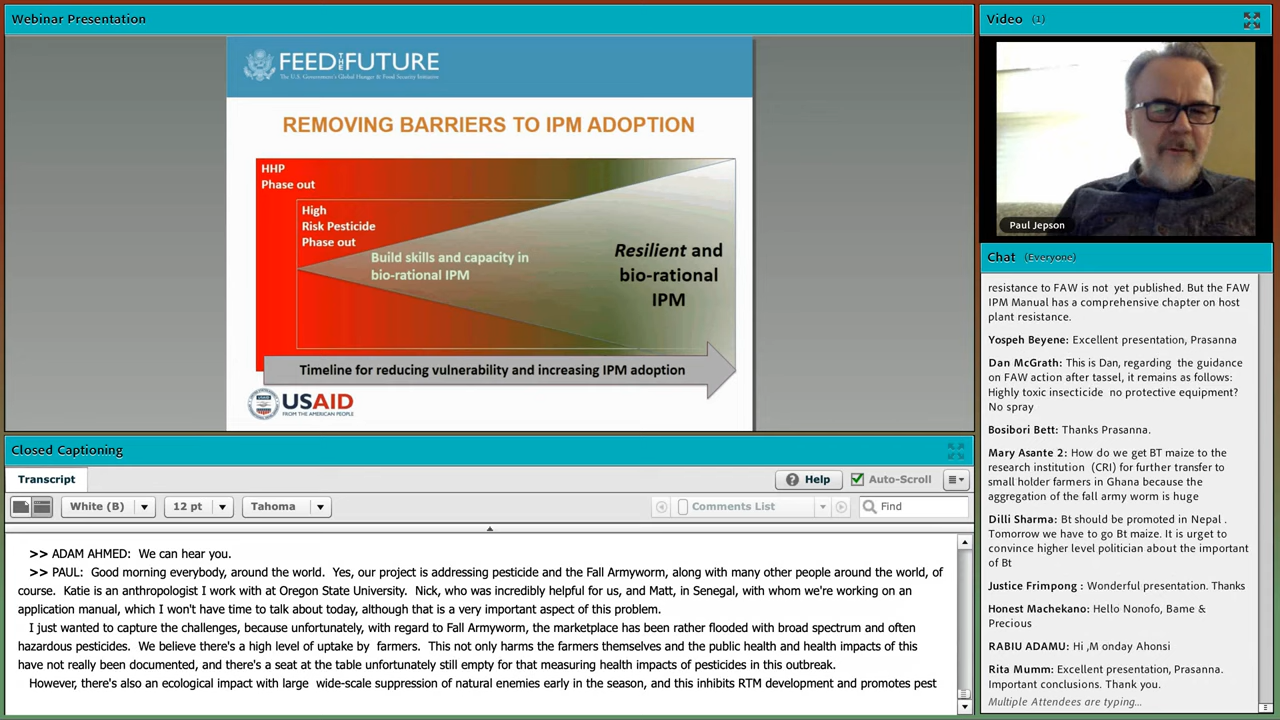 Webinar Presentation
FEED THE FUTURE
The U.S. Government's Global Hunger & Food Security Initiative
REMOVING BARRIERS TO IPM ADOPTION
HHP
Phase out
High
Risk Pesticide
Phase out
Build skills and capacity in
bio-rational IPM
Resilient and
bio-rational
IPM
Timeline for reducing vulnerability and increasing IPM adoption
USAID
FROM THE AMERICAN PEOPLE
Video (1)
Paul Jepson
Closed Captioning
Transcript
Help
Auto-Scroll
White (B)
12 pt
Tahoma
Comments List
Find
>> ADAM AHMED: We can hear you.
>> PAUL: Good morning everybody, around the world. Yes, our project is addressing pesticide and the Fall Armyworm, along with many other people around the world, of
course. Katie is an anthropologist I work with at Oregon State University. Nick, who was incredibly helpful for us, and Matt, in Senegal, with whom we're working on an
application manual, which I won't have time to talk about today, although that is a very important aspect of this problem.
I just wanted to capture the challenges, because unfortunately, with regard to Fall Armyworm, the marketplace has been rather flooded with broad spectrum and often
hazardous pesticides. We believe there's a high level of uptake by farmers. This not only harms the farmers themselves and the public health and health impacts of this
have not really been documented, and there's a seat at the table unfortunately still empty for that measuring health impacts of pesticides in this outbreak.
However, there's also an ecological impact with large wide-scale suppression of natural enemies early in the season, and this inhibits RTM development and promotes pest
Chat (Everyone)
resistance to FAW is not yet published. But the FAW
IPM Manual has a comprehensive chapter on host
plant resistance.
Yospeh Beyene: Excellent presentation, Prasanna
Dan McGrath: This is Dan, regarding the guidance
on FAW action after tassel, it remains as follows:
Highly toxic insecticide no protective equipment?
No spray
Bosibori Bett: Thanks Prasanna.
Mary Asante 2: How do we get BT maize to the
research institution (CRI) for further transfer to
small holder farmers in Ghana because the
aggregation of the fall army worm is huge
Dilli Sharma: Bt should be promoted in Nepal .
Tomorrow we have to go Bt maize. It is urget to
convince higher level politician about the important
of Bt
Justice Frimpong : Wonderful presentation. Thanks
Honest Machekano: Hello Nonofo, Bame &
Precious
RABIU ADAMU: Hi ,M onday Ahonsi
Rita Mumm: Excellent presentation, Prasanna.
Important conclusions. Thank you.
Multiple Attendees are typing...